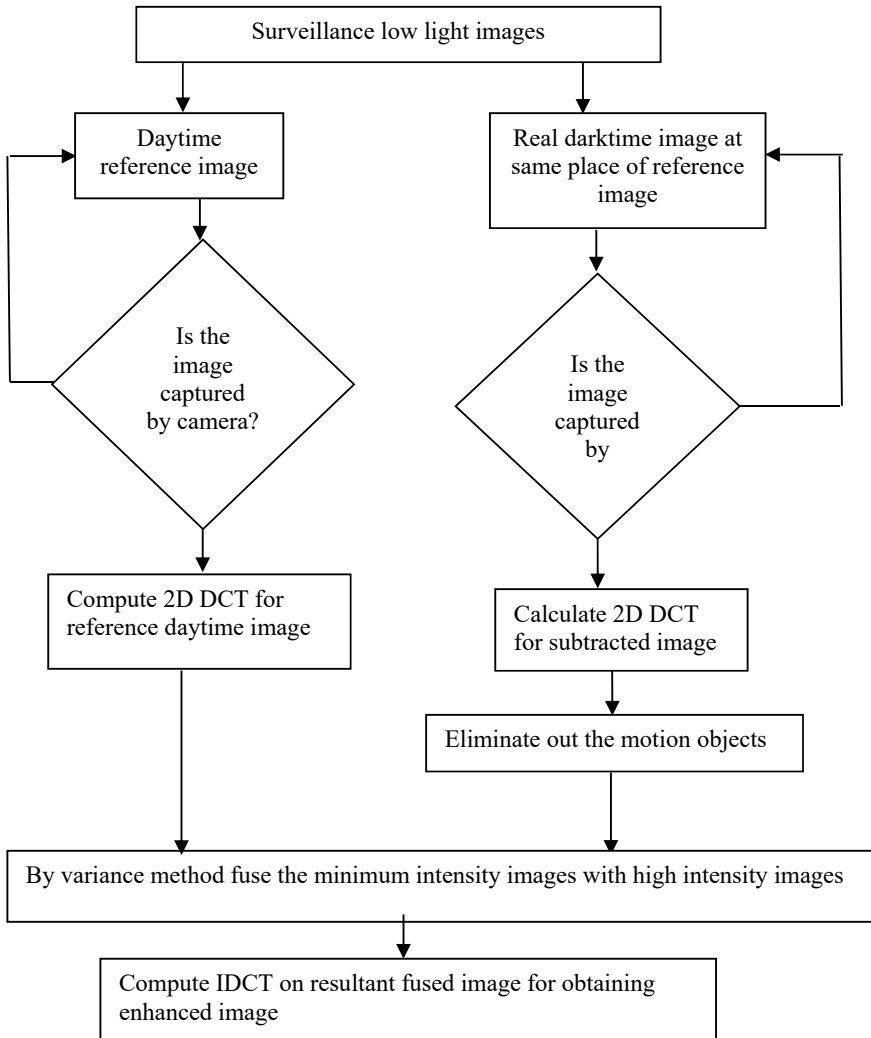 Surveillance low light images
Daytime
reference image
Real darktime image at
same place of reference
image
Is the
image
captured
by camera?
Is the
image
captured
by
Compute 2D DCT for
reference daytime image
Calculate 2D DCT
for subtracted image
Eliminate out the motion objects
By variance method fuse the minimum intensity images with high intensity images
Compute IDCT on resultant fused image for obtaining
enhanced image